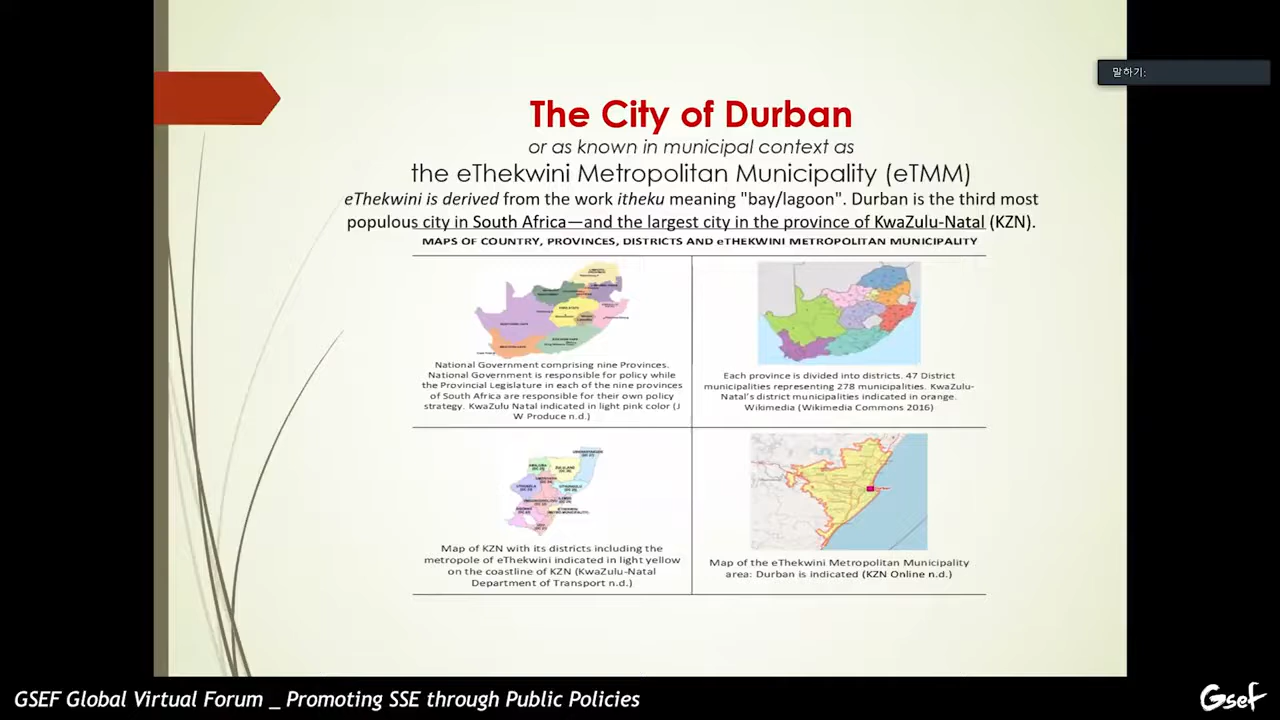 말하기:
The City of Durban
or as known in municipal context as
the eThekwini Metropolitan Municipality (eTMM)
eThekwini is derived from the work itheku meaning "bay/lagoon". Durban is the third most
populous city in South Africa—and the largest city in the province of KwaZulu-Natal (KZN).
MAPS OF COUNTRY, PROVINCES, DISTRICTS AND eTHEKWINI METROPOLITAN MUNICIPALITY
National Government comprising nine Provinces.
National Government is responsible for policy while
the Provincial Legislature in each of the nine provinces
of South Africa are responsible for their own policy
strategy. KwaZulu Natal indicated in light pink color (J
W Produce n.d.)
Each province is divided into districts. 47 District
municipalities representing 278 municipalities. KwaZulu-
Natal's district municipalities indicated in orange.
Wikimedia (Wikimedia Commons 2016)
Map of KZN with its districts including the
metropole of eThekwini indicated in light yellow
on the coastline of KZN (KwaZulu-Natal
Department of Transport n.d.)
Map of the eThekwini Metropolitan Municipality
area: Durban is indicated (KZN Online n.d.)
GSEF Global Virtual Forum _ Promoting SSE through Public Policies
Gsef